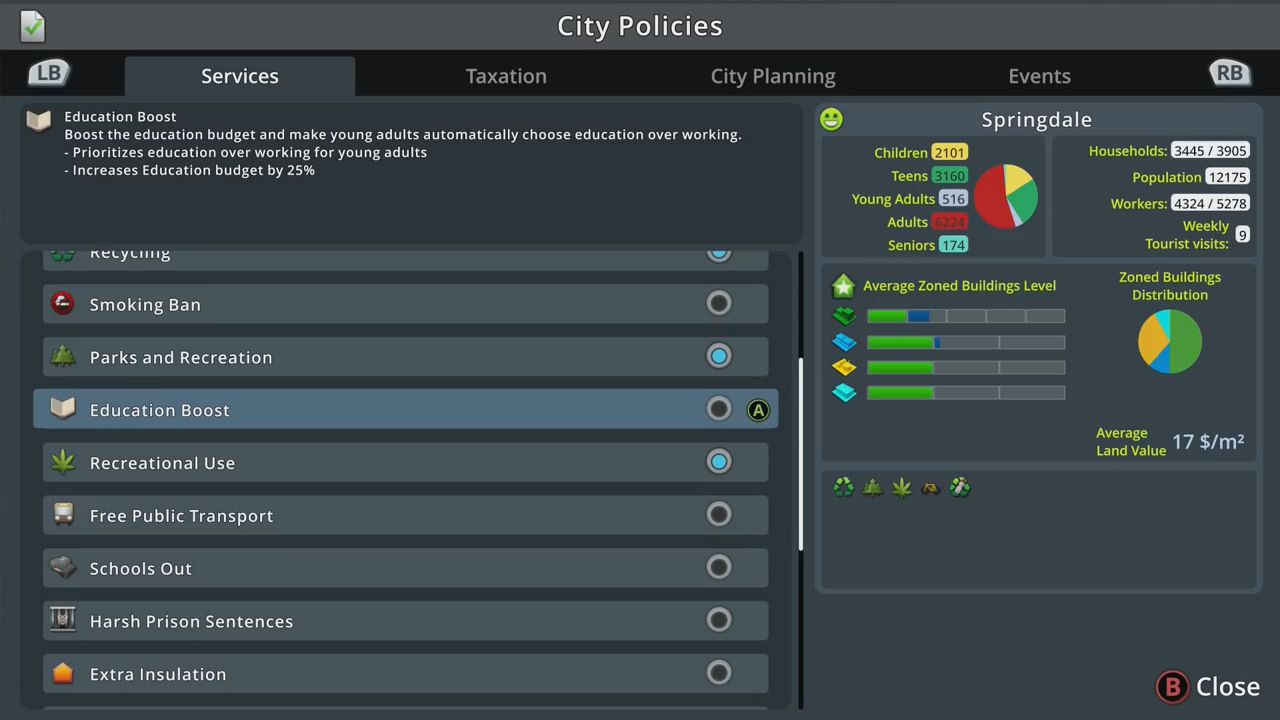 City Policies
LB
Services
Taxation
City Planning
Events
RB
Education Boost
Boost the education budget and make young adults automatically choose education over working.
- Prioritizes education over working for young adults
- Increases Education budget by 25%
Recycling
Smoking Ban
Parks and Recreation
Education Boost
A
Recreational Use
Free Public Transport
Schools Out
Harsh Prison Sentences
Extra Insulation
Springdale
Children 2101
Teens 3160
Young Adults 516
Adults 6224
Seniors 174
Households: 3445 / 3905
Population 12175
Workers: 4324 / 5278
Weekly
Tourist visits: 9
Average Zoned Buildings Level
Zoned Buildings
Distribution
Average
Land Value 17 $/m²
B Close